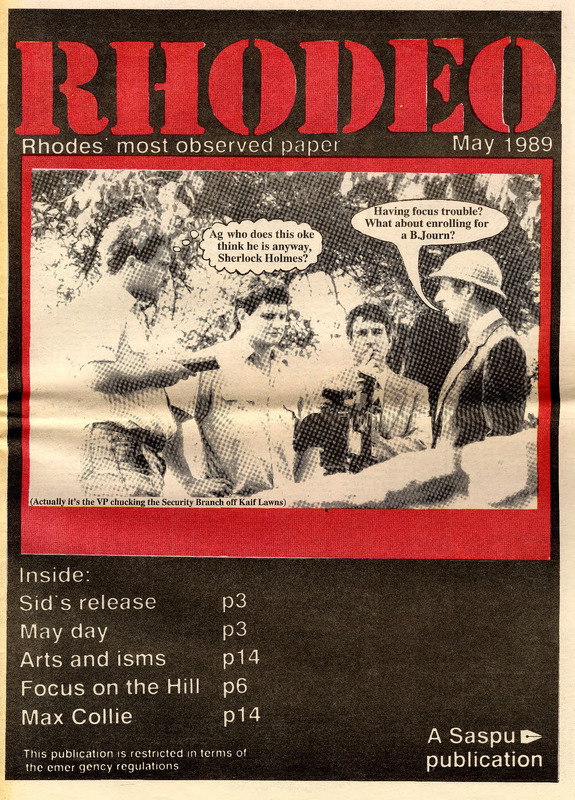 RHODEO
Rhodes' most observed paper
May 1989
Ag who does this oke
think he is anyway,
Sherlock Holmes?
Having focus trouble?
What about enrolling for
a B.Journ?
(Actually it's the VP chucking the Security Branch off Kaif Lawns)
Inside:
Sid's release p3
May day p3
Arts and isms p14
Focus on the Hill p6
Max Collie p14
This publication is restricted in terms of
the emer gency regulations
A Saspu
publication